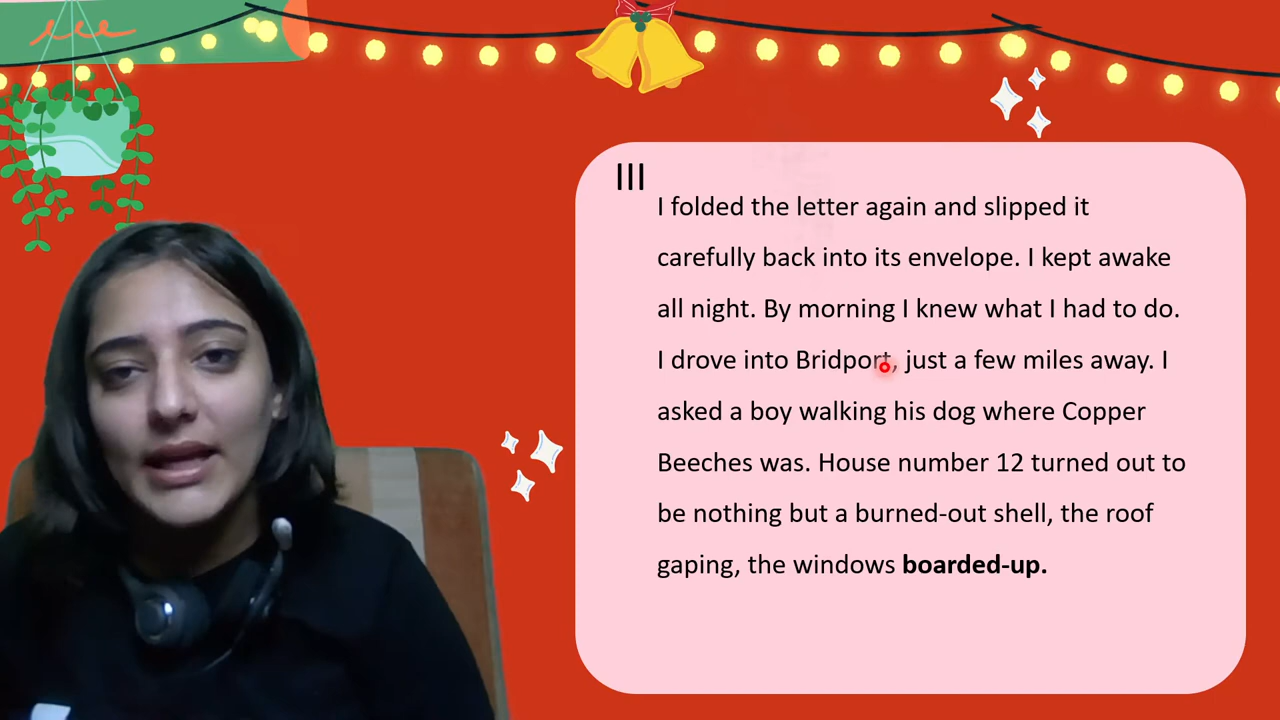 III
I folded the letter again and slipped it
carefully back into its envelope. I kept awake
all night. By morning I knew what I had to do.
I drove into Bridport, just a few miles away. I
asked a boy walking his dog where Copper
Beeches was. House number 12 turned out to
be nothing but a burned-out shell, the roof
gaping, the windows boarded-up.